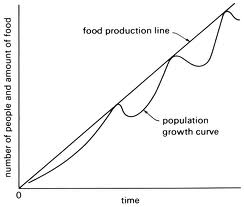 food production line
number of people and amount of food
population
growth curve
0
time